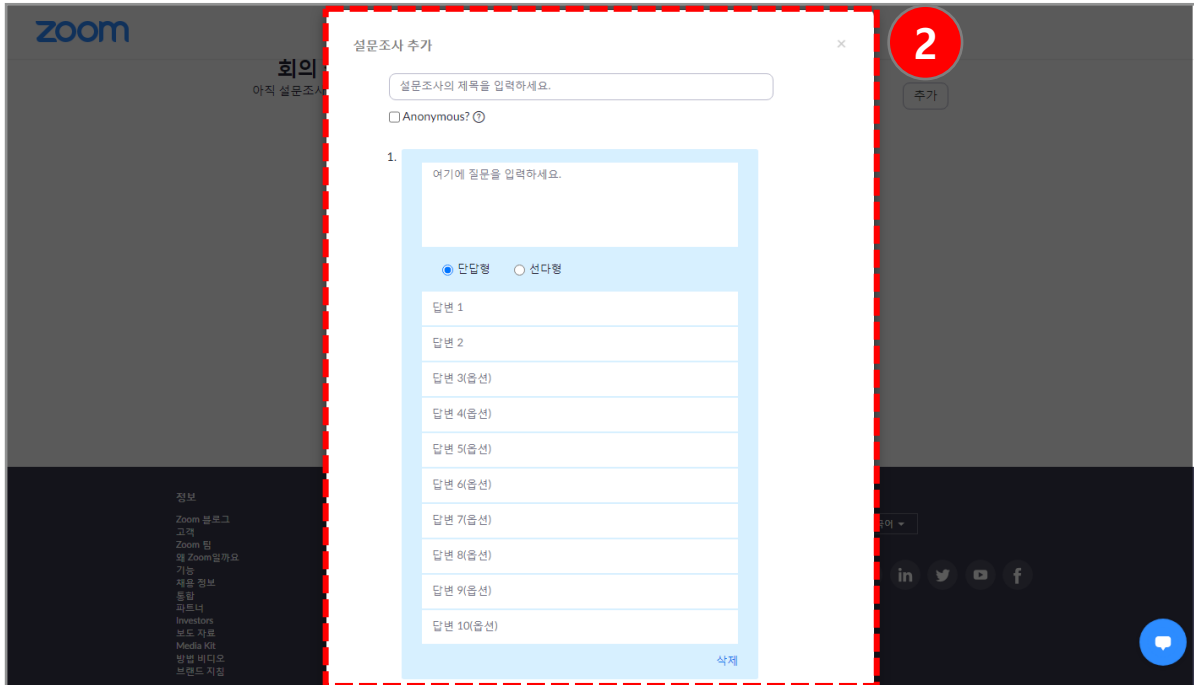 zoom
설문조사 추가
×
2
회의
아직 설문조사
추가
설문조사의 제목을 입력하세요.
Anonymous? ?
1.
여기에 질문을 입력하세요.
단답형 선다형
답변 1
답변 2
답변 3(옵션)
답변 4(옵션)
답변 5(옵션)
답변 6(옵션)
답변 7(옵션)
답변 8(옵션)
답변 9(옵션)
답변 10(옵션)
삭제
정보
Zoom 블로그
고객
Zoom 팀
왜 Zoom일까요
기능
채용 정보
통합
파트너
Investors
보도 자료
Media Kit
방법 비디오
브랜드 지침
국어
in
f